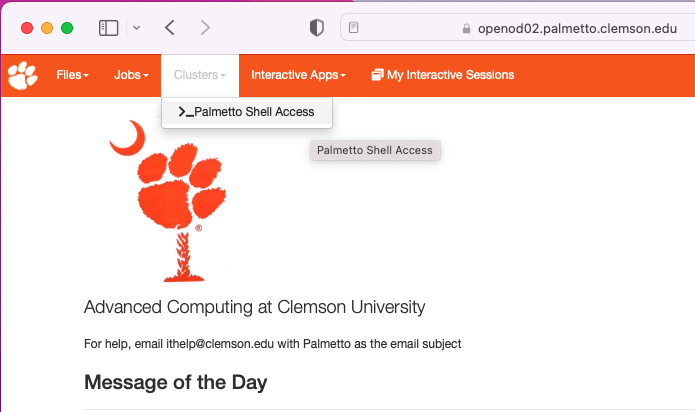 openod02.palmetto.clemson.edu
Files Jobs Clusters Interactive Apps My Interactive Sessions
>_Palmetto Shell Access
Palmetto Shell Access
®
Advanced Computing at Clemson University
For help, email ithelp@clemson.edu with Palmetto as the email subject
Message of the Day